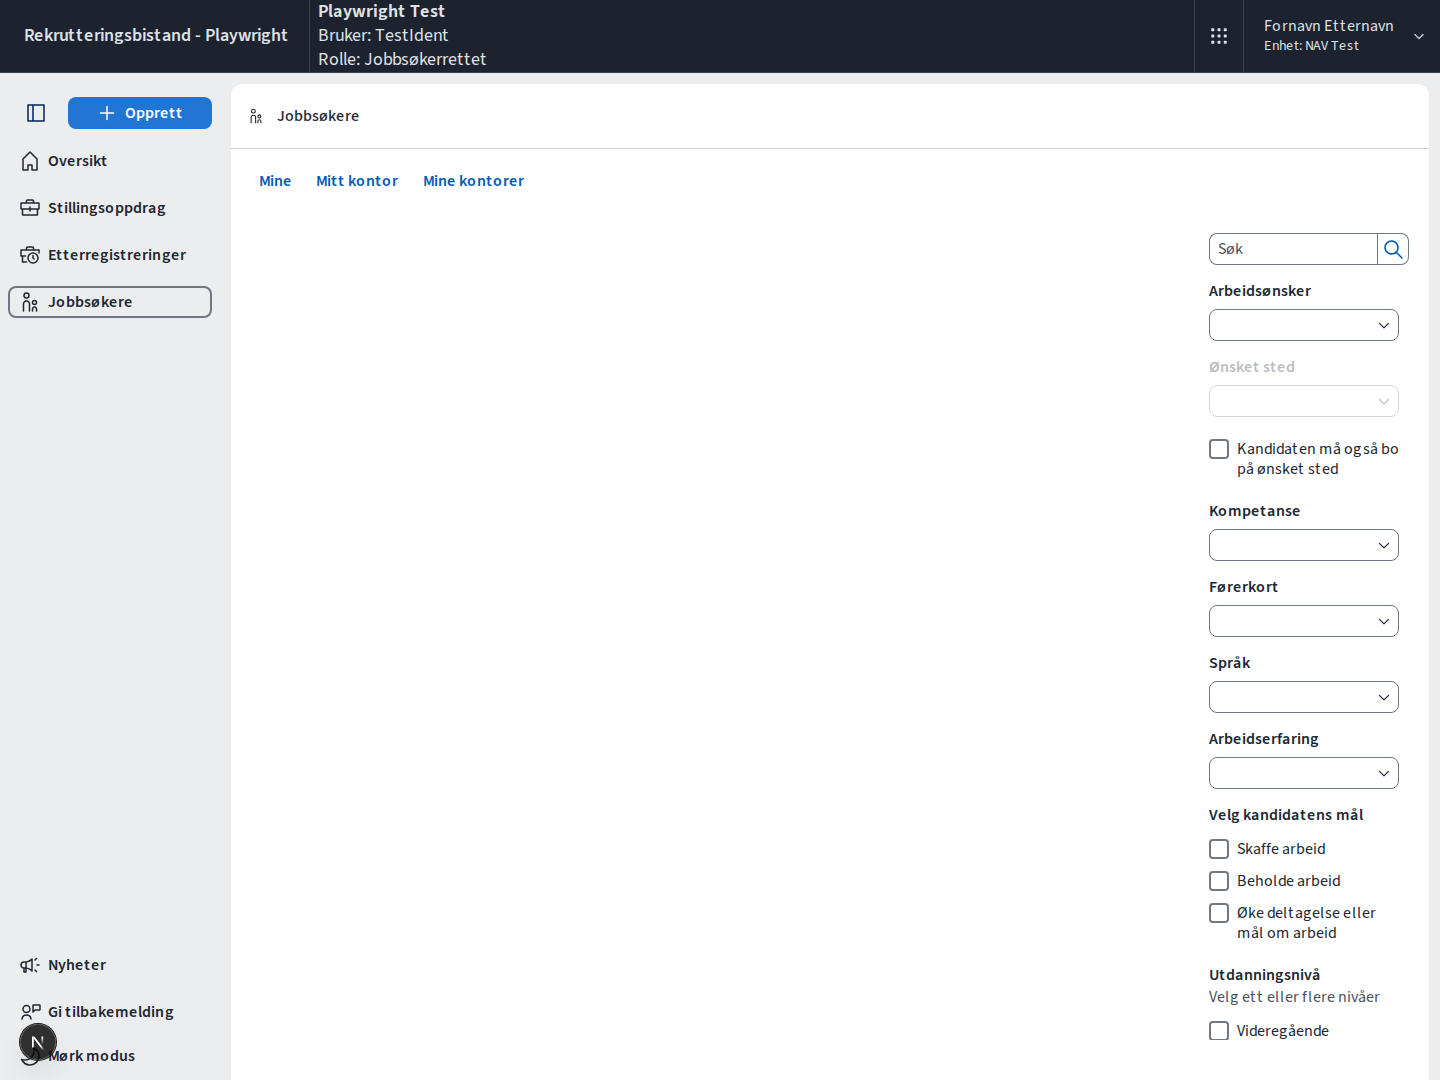 Rekrutteringsbistand - Playwright
Playwright Test
Bruker: TestIdent
Rolle: Jobbsøkerrettet
Fornavn Etternavn
Enhet: NAV Test
Opprett
Oversikt
Stillingsoppdrag
Etterregistreringer
Jobbsøkere
Nyheter
Gi tilbakemelding
N
Mørk modus
Jobbsøkere
Mine
Mitt kontor
Mine kontorer
Søk
Arbeidsønsker
Ønsket sted
Kandidaten må også bo
på ønsket sted
Kompetanse
Førerkort
Språk
Arbeidserfaring
Velg kandidatens mål
Skaffe arbeid
Beholde arbeid
Øke deltagelse eller
mål om arbeid
Utdanningsnivå
Velg ett eller flere nivåer
Videregående